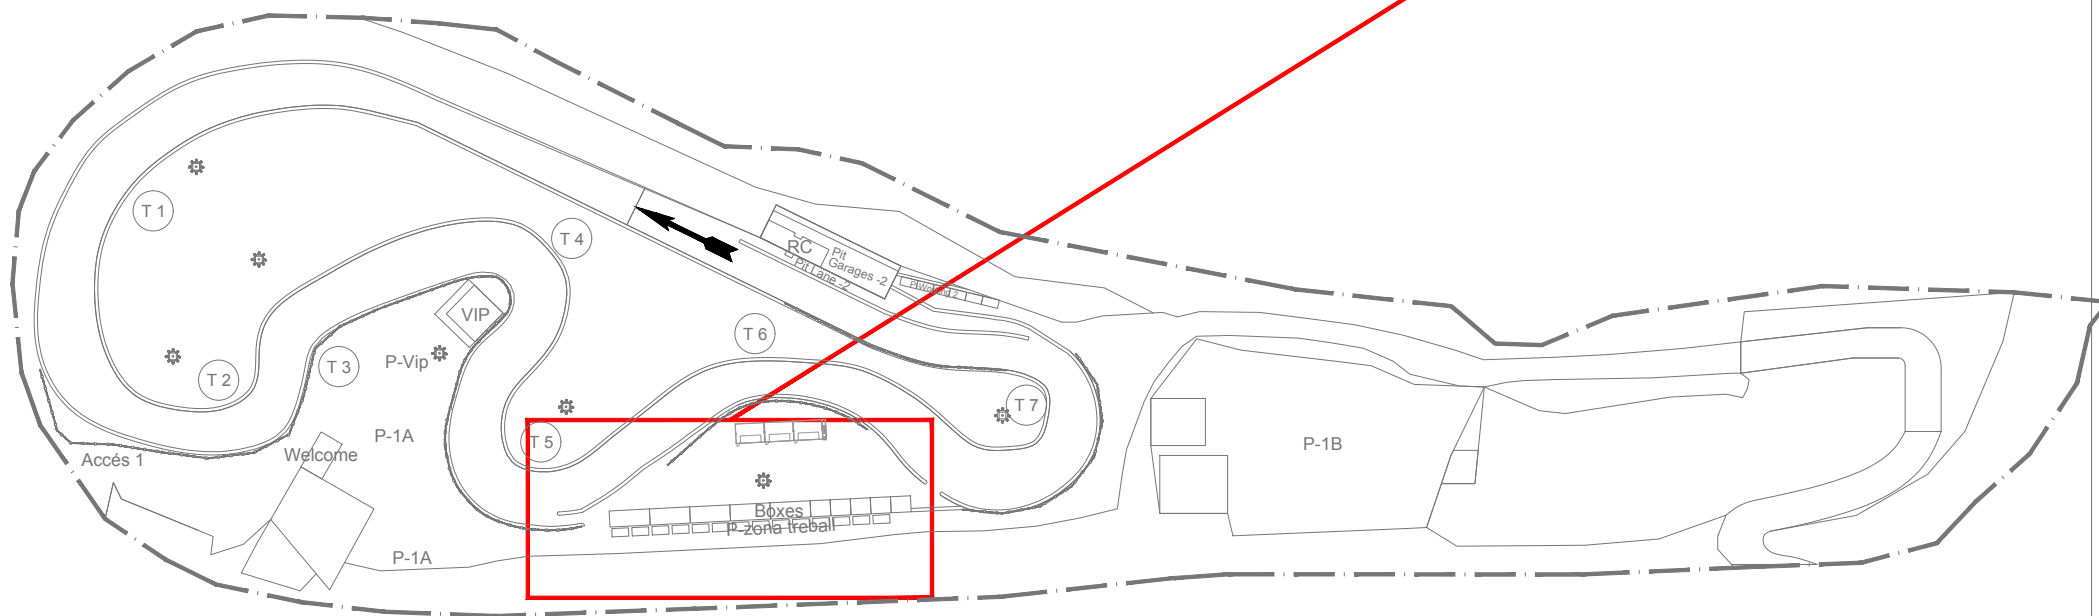 T 1
T 4
RC
Pit
Garages -2
Pit Lane -2
VIP
T 6
P-Vip
T 3
T 2
T 7
P-1A
T 5
P-1B
Welcome
Accés 1
Boxes
P-zona treball
P-1A